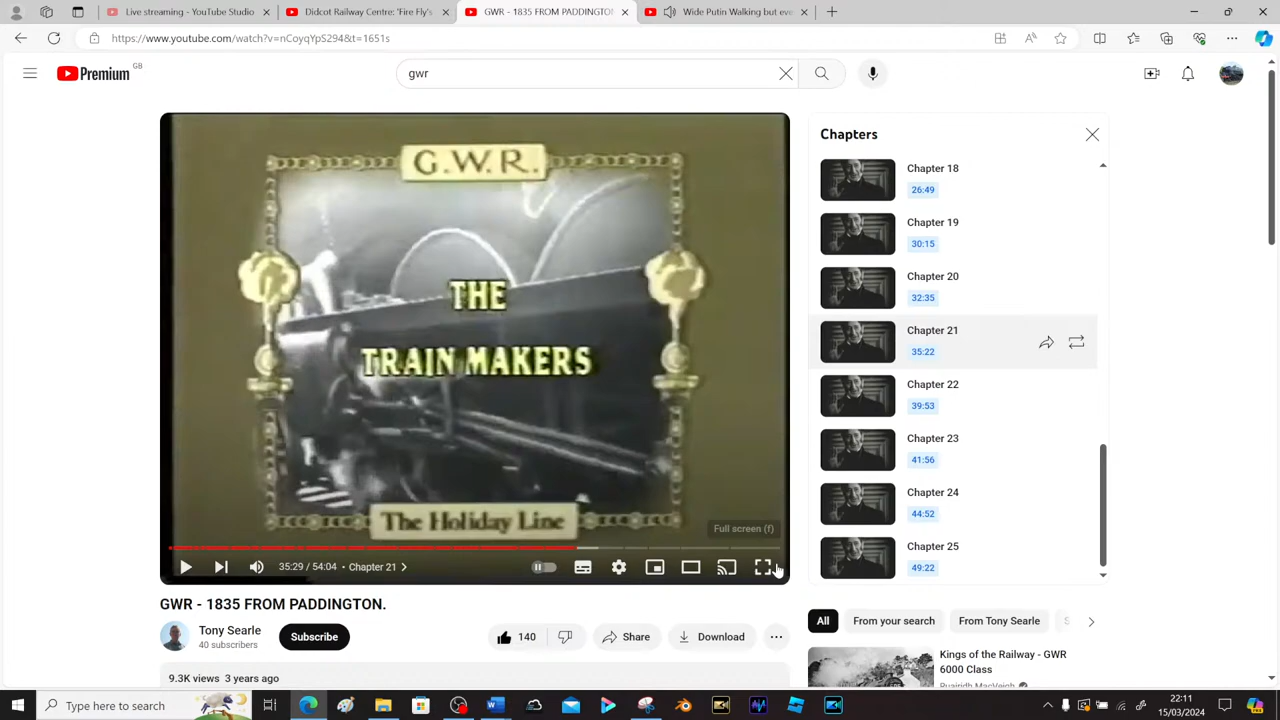 Watch Retro Railway Studio
Docori Centre: 'Fire Fly's
GWR - 1835 FROM PADDINGTON
Wide Putin Walking but eve
https://www.youtube.com/watch?v=nCoyqYpS294&t=1651s
Premium GB
gwr
G.W.R.
THE
TRAIN MAKERS
The Holiday Line
Full screen (f)
35:29 / 54:04 • Chapter 21
Chapters
Chapter 18
26:49
Chapter 19
30:15
Chapter 20
32:35
Chapter 21
35:22
Chapter 22
39:53
Chapter 23
41:56
Chapter 24
44:52
Chapter 25
49:22
GWR - 1835 FROM PADDINGTON.
Tony Searle
40 subscribers
Subscribe
140
Share
Download
9.3K views 3 years ago
All
From your search
From Tony Searle
Kings of the Railway - GWR
6000 Class
Ruairidh MacVeigh
Type here to search
22:11
15/03/2024